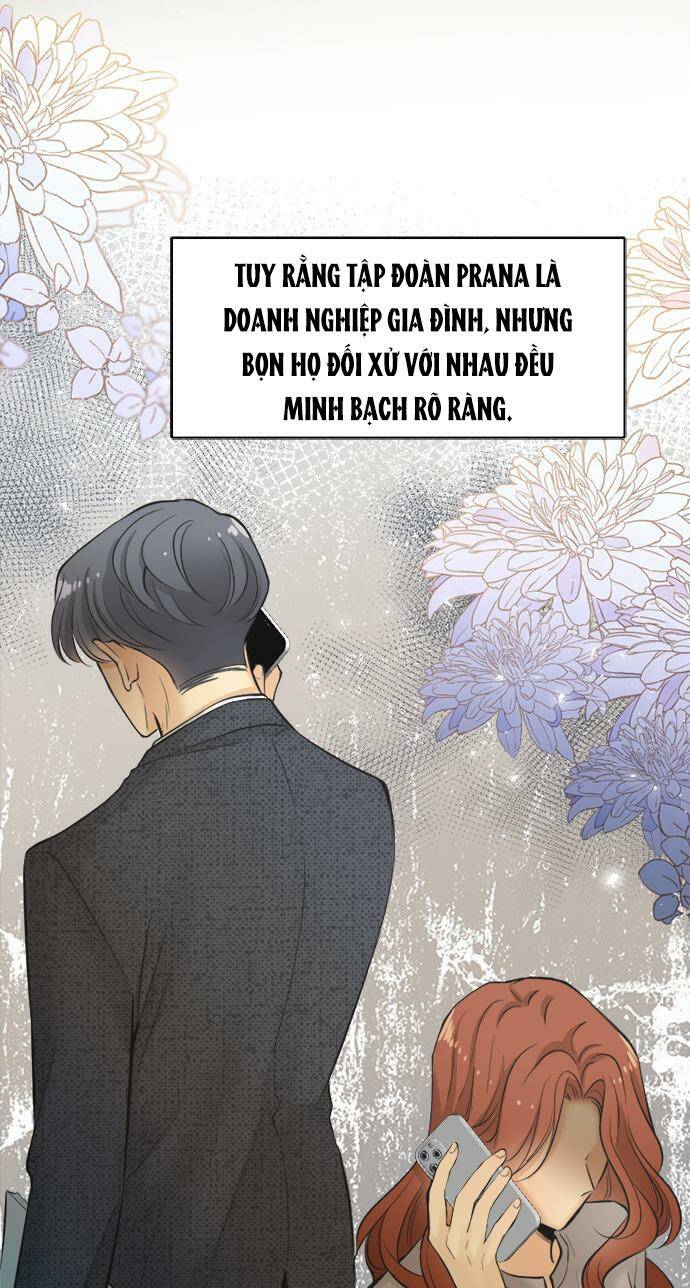 TUY RẰNG TẬP ĐOÀN PRANA LÀ
DOANH NGHIỆP GIA ĐÌNH, NHƯNG
BỌN HỌ ĐỐI XỬ VỚI NHAU ĐỀU
MINH BẠCH RÕ RÀNG.